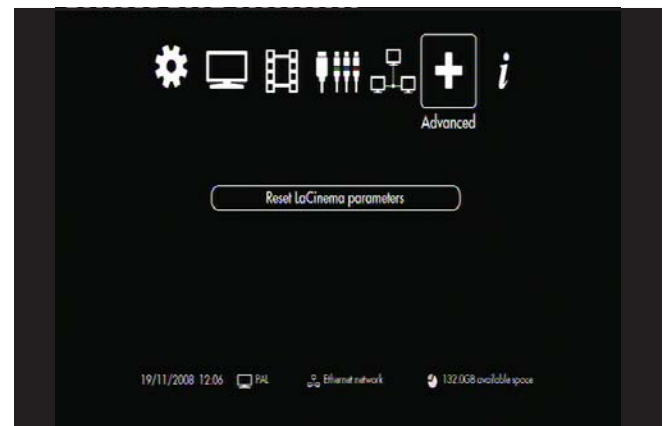 Advanced
Reset LaCinema parameters
19/11/2008 12:06 PAL Ethernet network 132.0GB available space